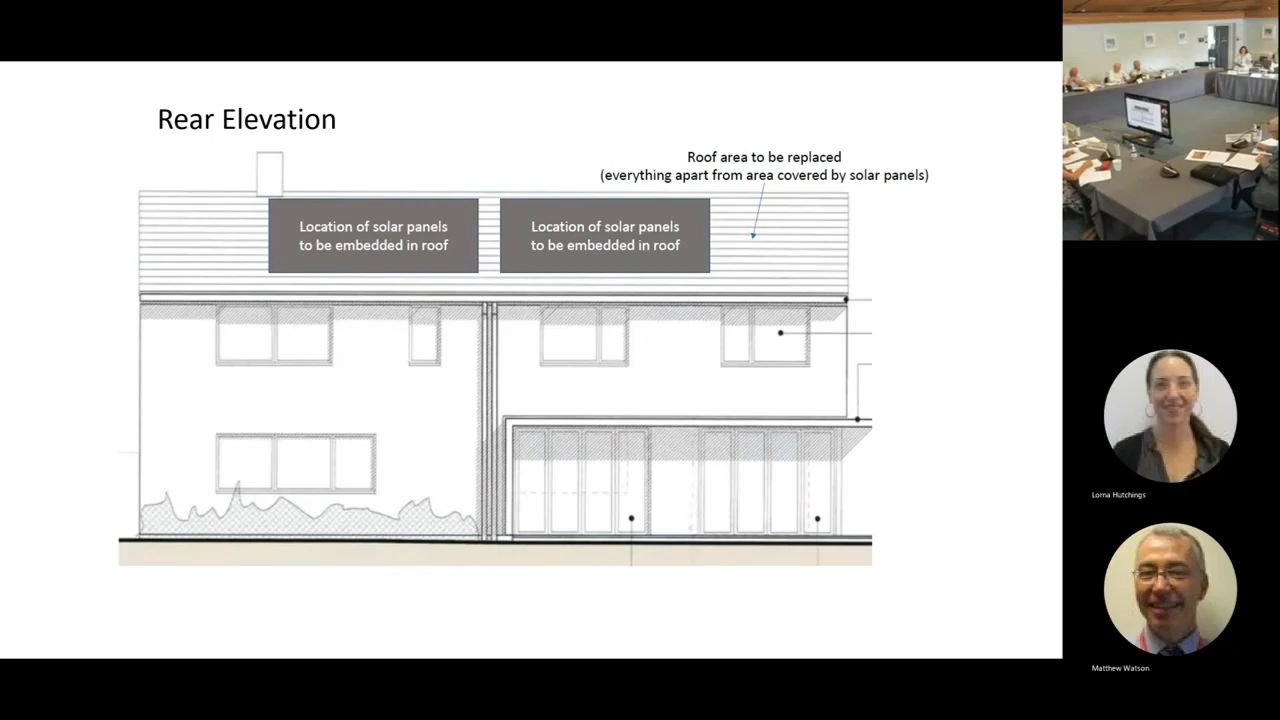 Rear Elevation
Roof area to be replaced
(everything apart from area covered by solar panels)
Location of solar panels
to be embedded in roof
Location of solar panels
to be embedded in roof
Lorna Hutchings
Matthew Watson